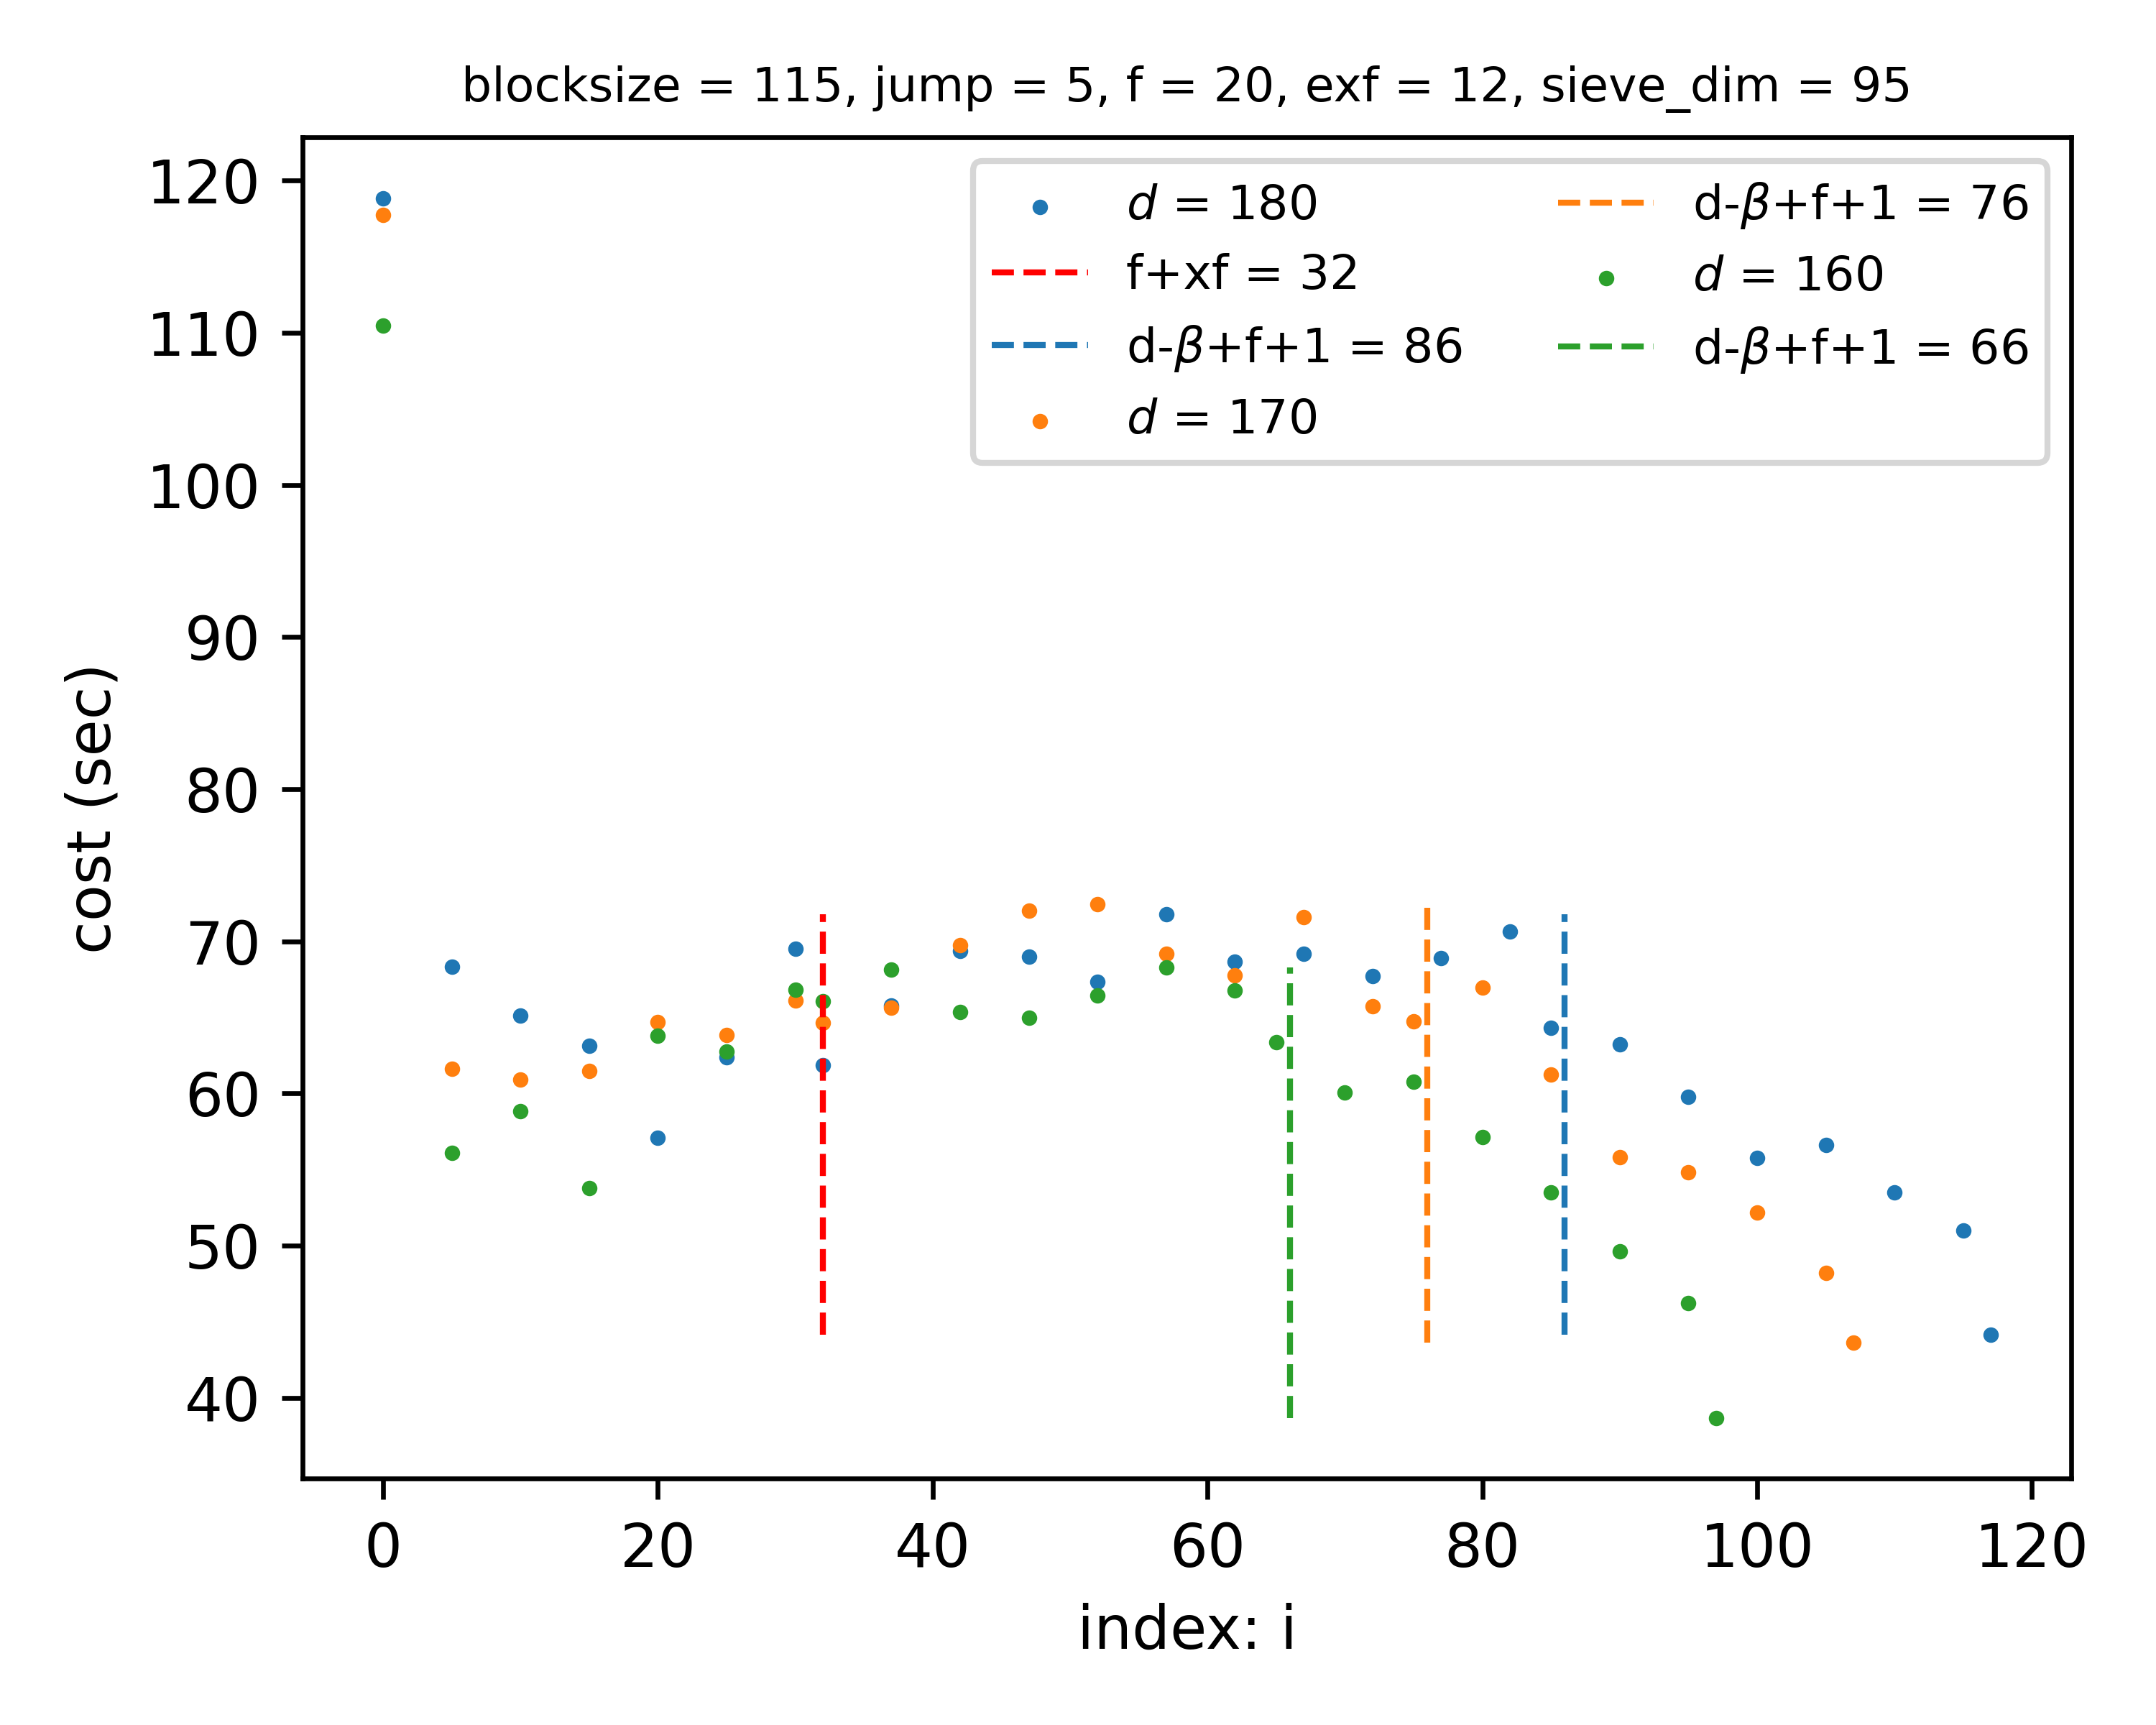 blocksize = 115, jump = 5, f = 20, exf = 12, sieve_dim = 95
d = 180
f+xf = 32
d-β+f+1 = 86
d = 170
d-β+f+1 = 76
d = 160
d-β+f+1 = 66
120
110
100
90
80
70
60
50
40
cost (sec)
0 20 40 60 80 100 120
index: i